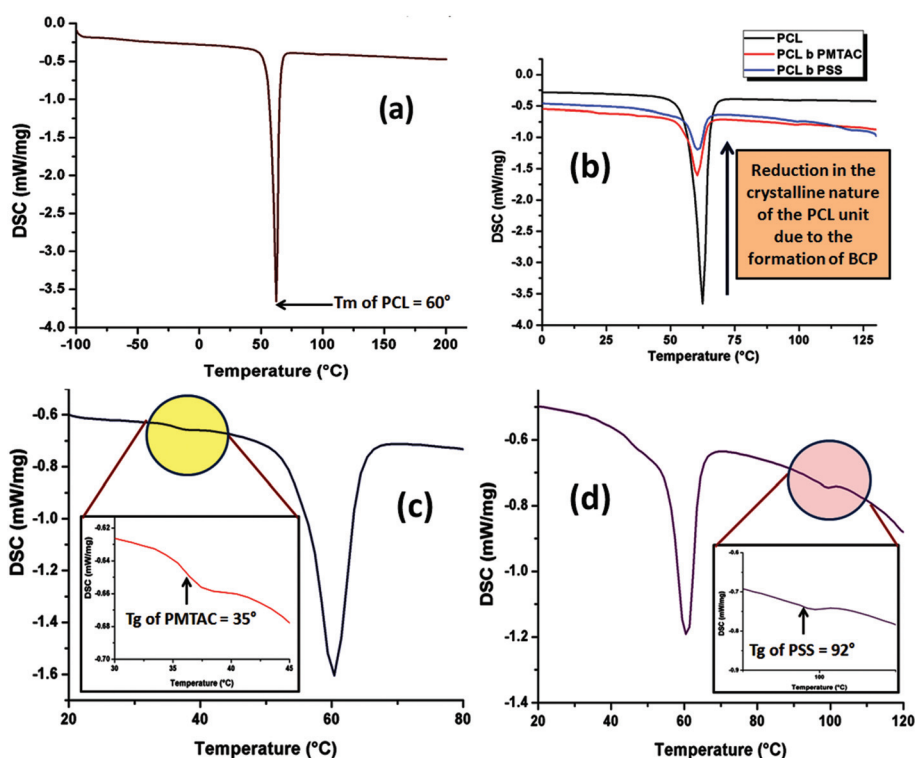 0.0
-0.5
-1.0
-1.5
-2.0
-2.5
-3.0
-3.5
-4.0
DSC (mW/mg)
(a)
Tm of PCL = 60°
-100 -50 0 50 100 150 200
Temperature (°C)
PCL
PCL b PMTAC
PCL b PSS
0.0
-0.5
-1.0
-1.5
-2.0
-2.5
-3.0
-3.5
-4.0
DSC (mW/mg)
(b)
Reduction in the
crystalline nature
of the PCL unit
due to the
formation of BCP
0 25 50 75 100 125
Temperature (°C)
-0.6
-0.8
-1.0
-1.2
-1.4
-1.6
DSC (mW/mg)
(c)
-0.62
-0.64
-0.66
-0.70
DSC (mW/mg)
Tg of PMTAC = 35°
30 35 40 45
Temperature (°C)
20 40 60 80
Temperature (°C)
-0.6
-0.8
-1.0
-1.2
-1.4
DSC (mW/mg)
(d)
-0.6
-0.7
-0.8
-0.9
DSC (mW/mg)
Tg of PSS = 92°
100
Temperature (°C)
20 40 60 80 100 120
Temperature (°C)